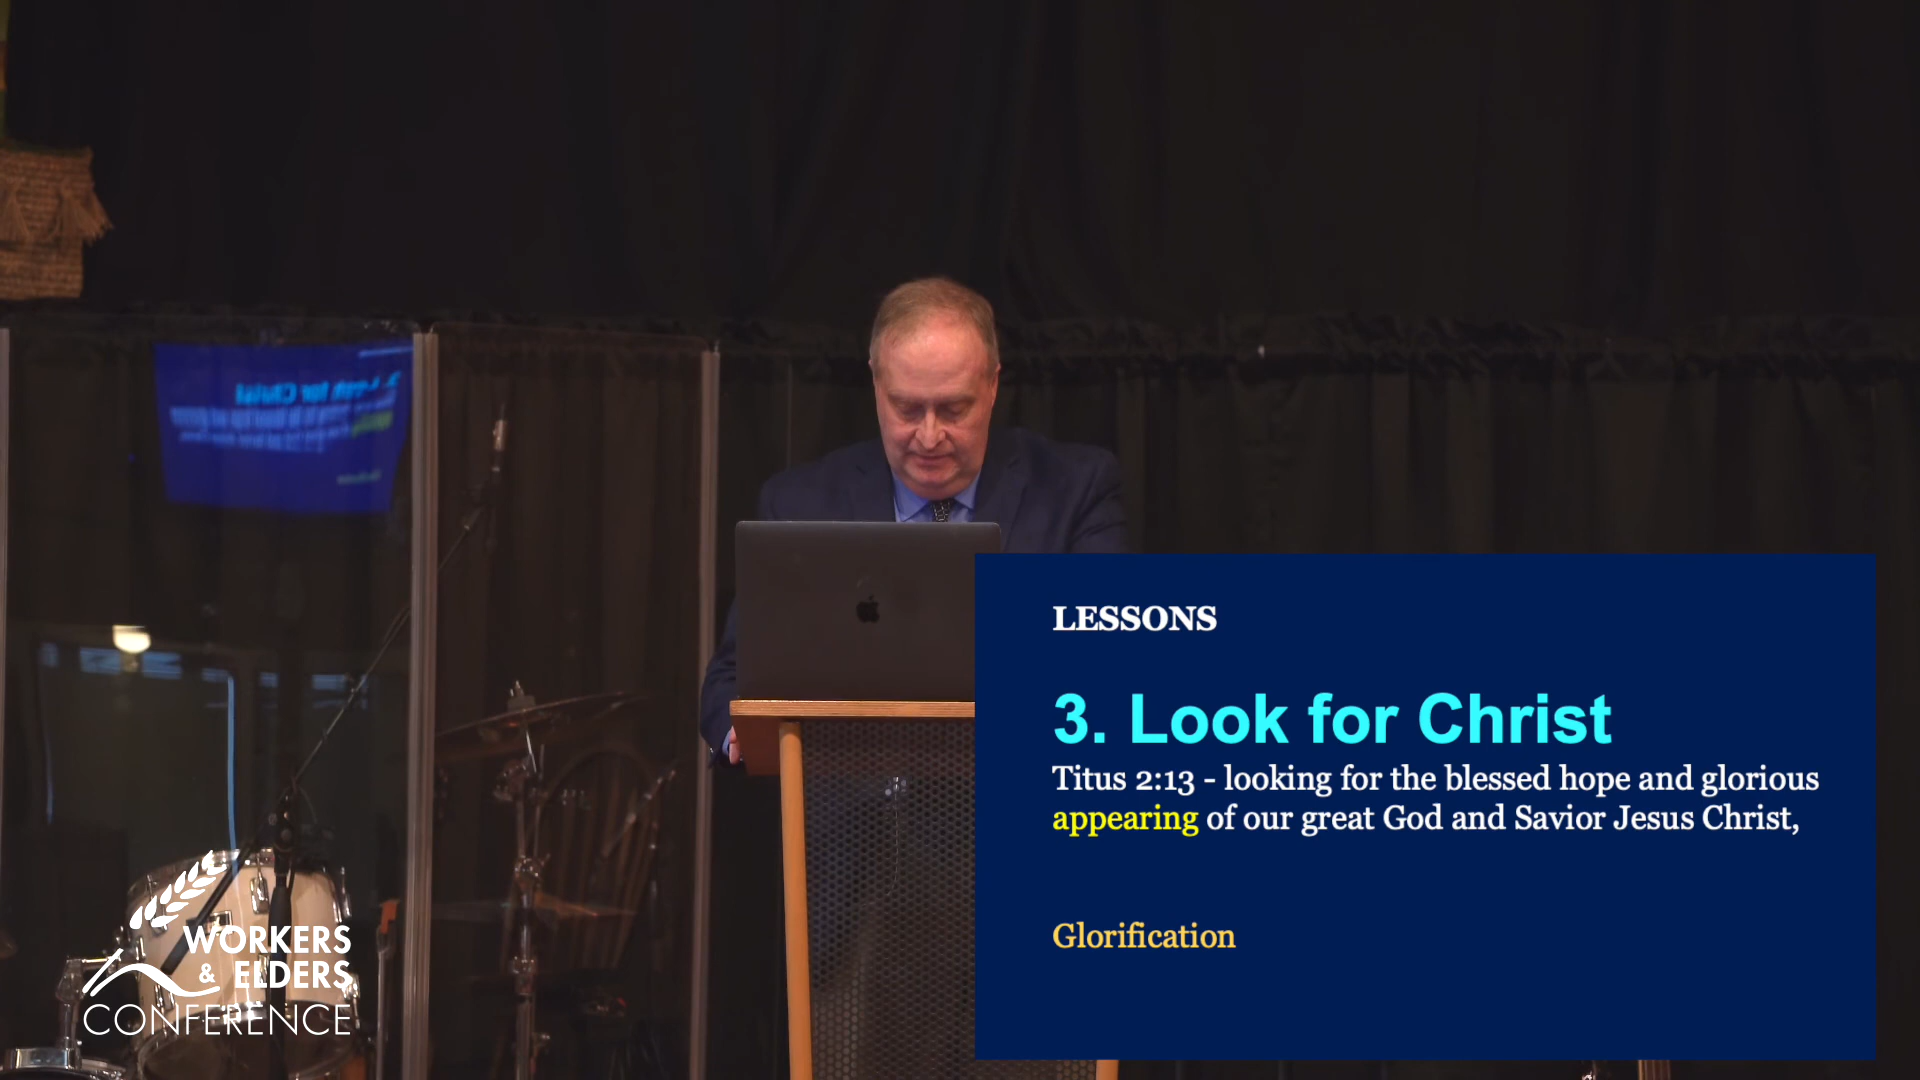 LESSONS
3. Look for Christ
Titus 2:13 - looking for the blessed hope and glorious
appearing of our great God and Savior Jesus Christ,
Glorification
WORKERS
& ELDERS
CONFERENCE